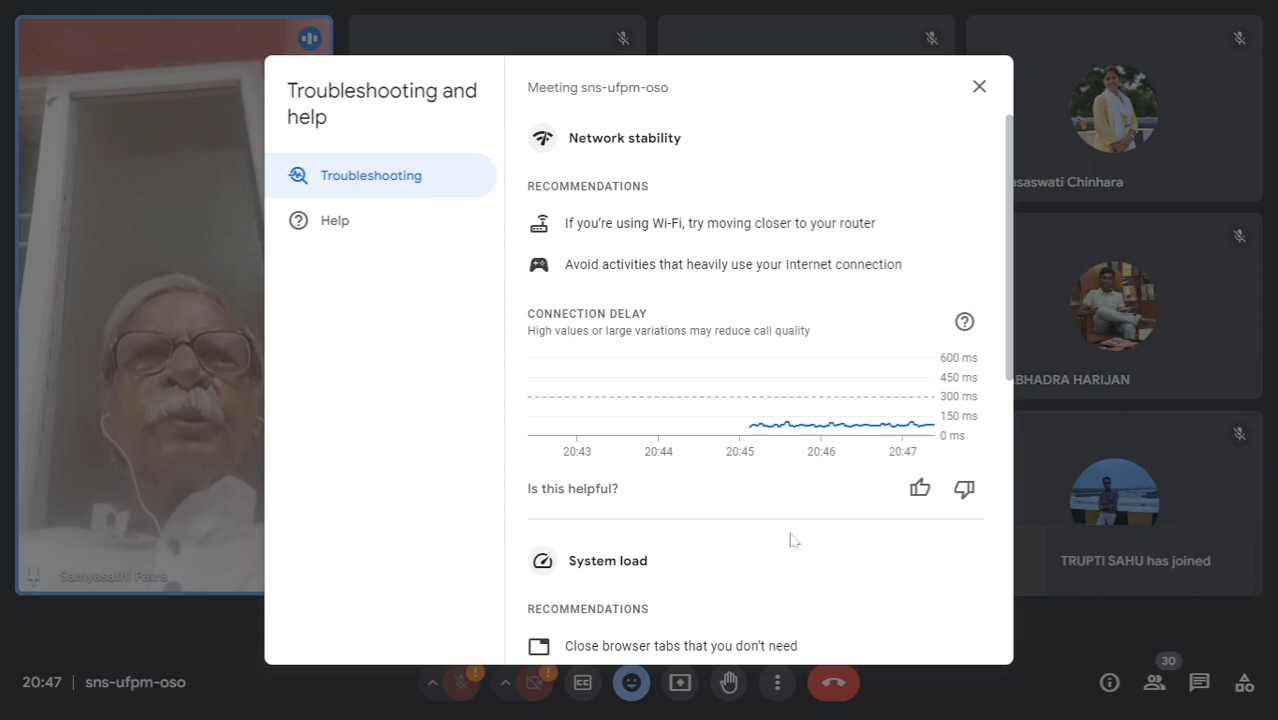 Troubleshooting and
help
Troubleshooting
Help
Meeting sns-ufpm-oso
Network stability
RECOMMENDATIONS
If you're using Wi-Fi, try moving closer to your router
Avoid activities that heavily use your Internet connection
CONNECTION DELAY
High values or large variations may reduce call quality
600 ms
450 ms
300 ms
150 ms
0 ms
20:43 20:44 20:45 20:46 20:47
Is this helpful?
System load
RECOMMENDATIONS
Close browser tabs that you don't need
asaswati Chinhara
BHADRA HARIJAN
TRUPTI SAHU has joined
Samyasathi Patra
20:47 | sns-ufpm-oso
30